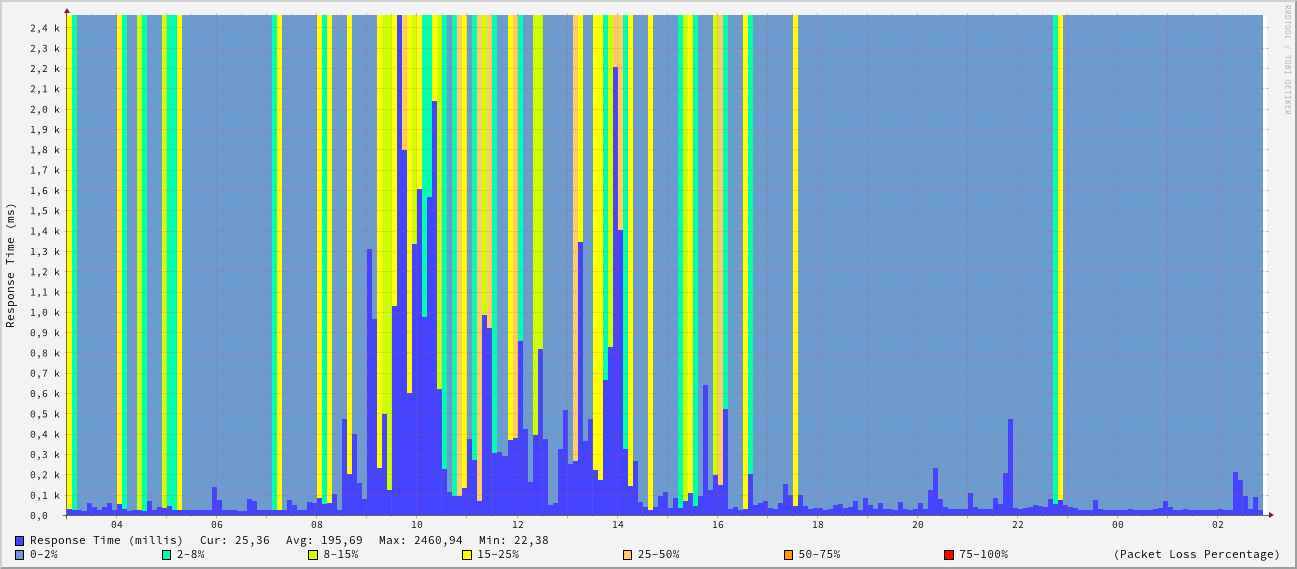 RRDTOOL / TOBI OETIKER
Response Time (ms)
2,4 k
2,3 k
2,2 k
2,1 k
2,0 k
1,9 k
1,8 k
1,7 k
1,6 k
1,5 k
1,4 k
1,3 k
1,2 k
1,1 k
1,0 k
0,9 k
0,8 k
0,7 k
0,6 k
0,5 k
0,4 k
0,3 k
0,2 k
0,1 k
0,0
04 06 08 10 12 14 16 18 20 22 00 02
Response Time (millis) Cur: 25,36 Avg: 195,69 Max: 2460,94 Min: 22,38
0-2% 2-8% 8-15% 15-25% 25-50% 50-75% 75-100% (Packet Loss Percentage)